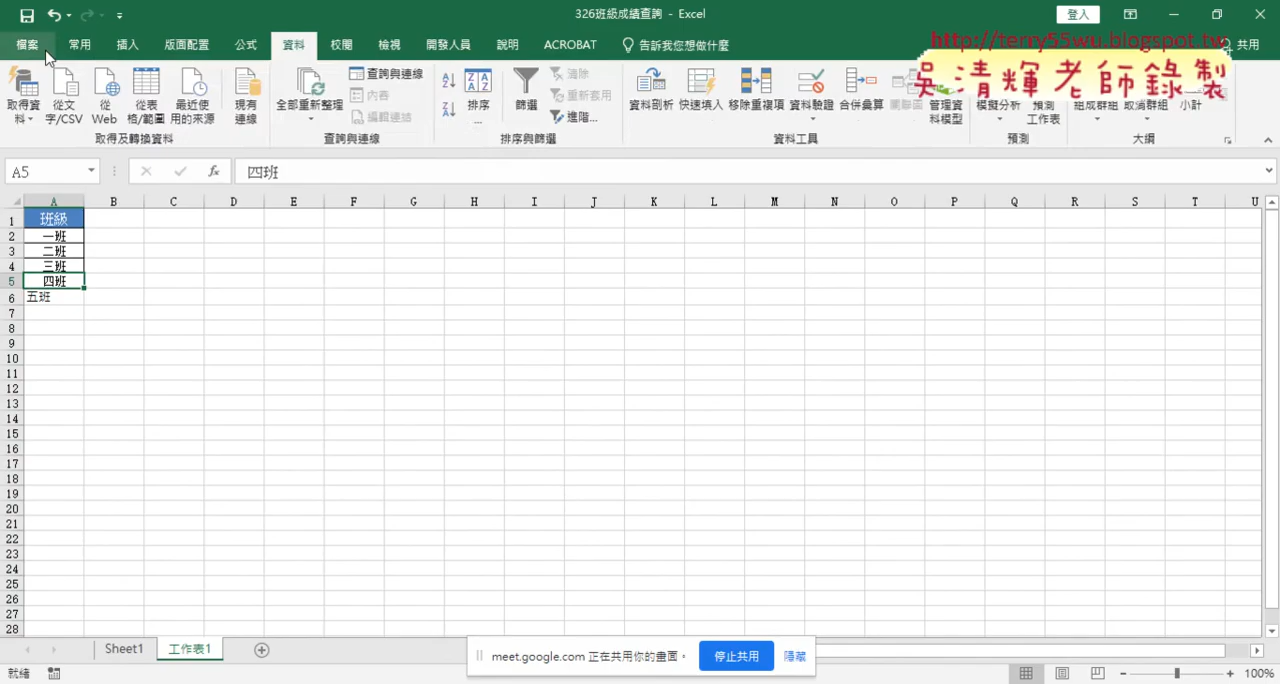 326班級成績查詢 - Excel
登入
檔案 常用 插入 版面配置 公式 資料 校閱 檢視 開發人員 說明 ACROBAT 告訴我您想做什麼 共用
http://terry55wu.blogspot.tw
吳清輝老師錄製
取得資料 從文字/CSV 從 Web 從表格/範圍 最近使用的來源 現有連線
取得及轉換資料
全部重新整理 查詢與連線 內容 編輯連結
查詢與連線
排序... 篩選 清除 重新套用 進階...
排序與篩選
資料剖析 快速填入 移除重複項 資料驗證 合併彙算 管理資料模型
資料工具
模擬分析 預測工作表
預測
組成群組 取消群組 小計
大綱
A5 fx 四班
A B C D E F G H I J K L M N O P Q R S T U
1 班級
2 一班
3 二班
4 三班
5 四班
6 五班
7
8
9
10
11
12
13
14
15
16
17
18
19
20
21
22
23
24
25
26
27
28
Sheet1 工作表1
meet.google.com 正在共用你的畫面。 停止共用 隱藏
就緒 100%